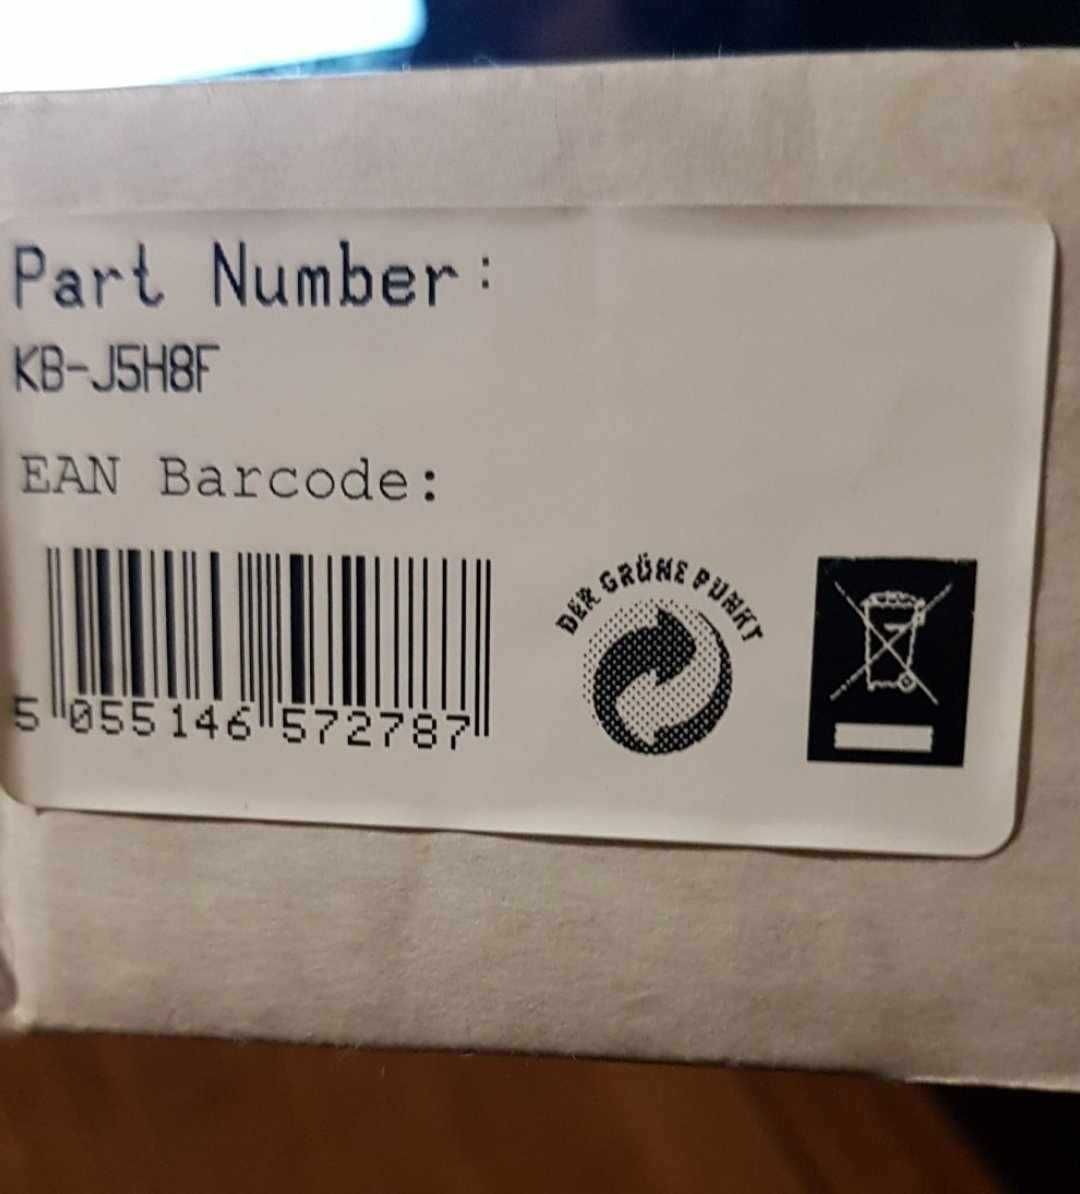 Part Number:
KB-J5H8F
EAN Barcode:
5 055146 572787
DER GRÜNE PUNKT